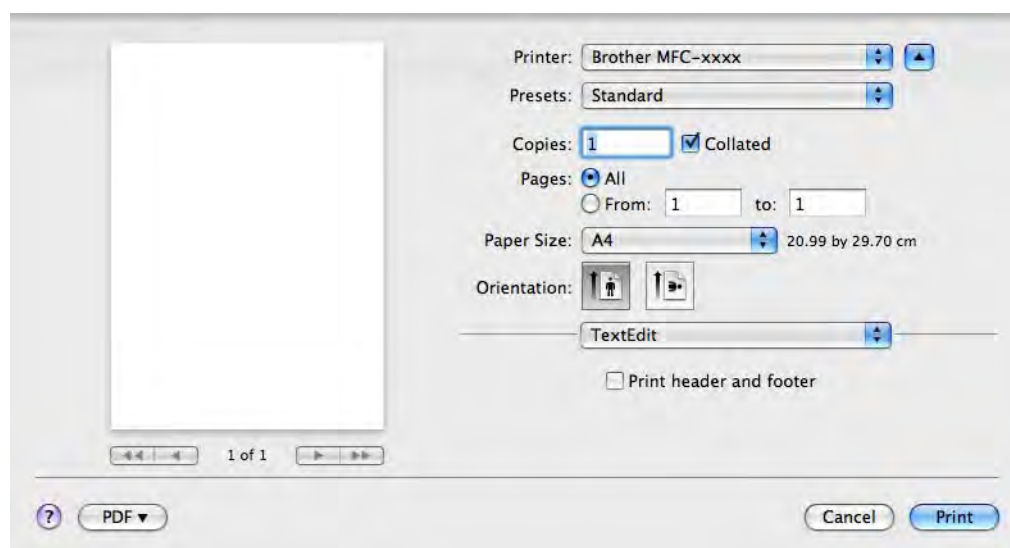 Printer: Brother MFC-xxxx
Presets: Standard
Copies: 1 Collated
Pages: All
From: 1 to: 1
Paper Size: A4 20.99 by 29.70 cm
Orientation:
TextEdit
Print header and footer
1 of 1
? PDF ▾ Cancel Print